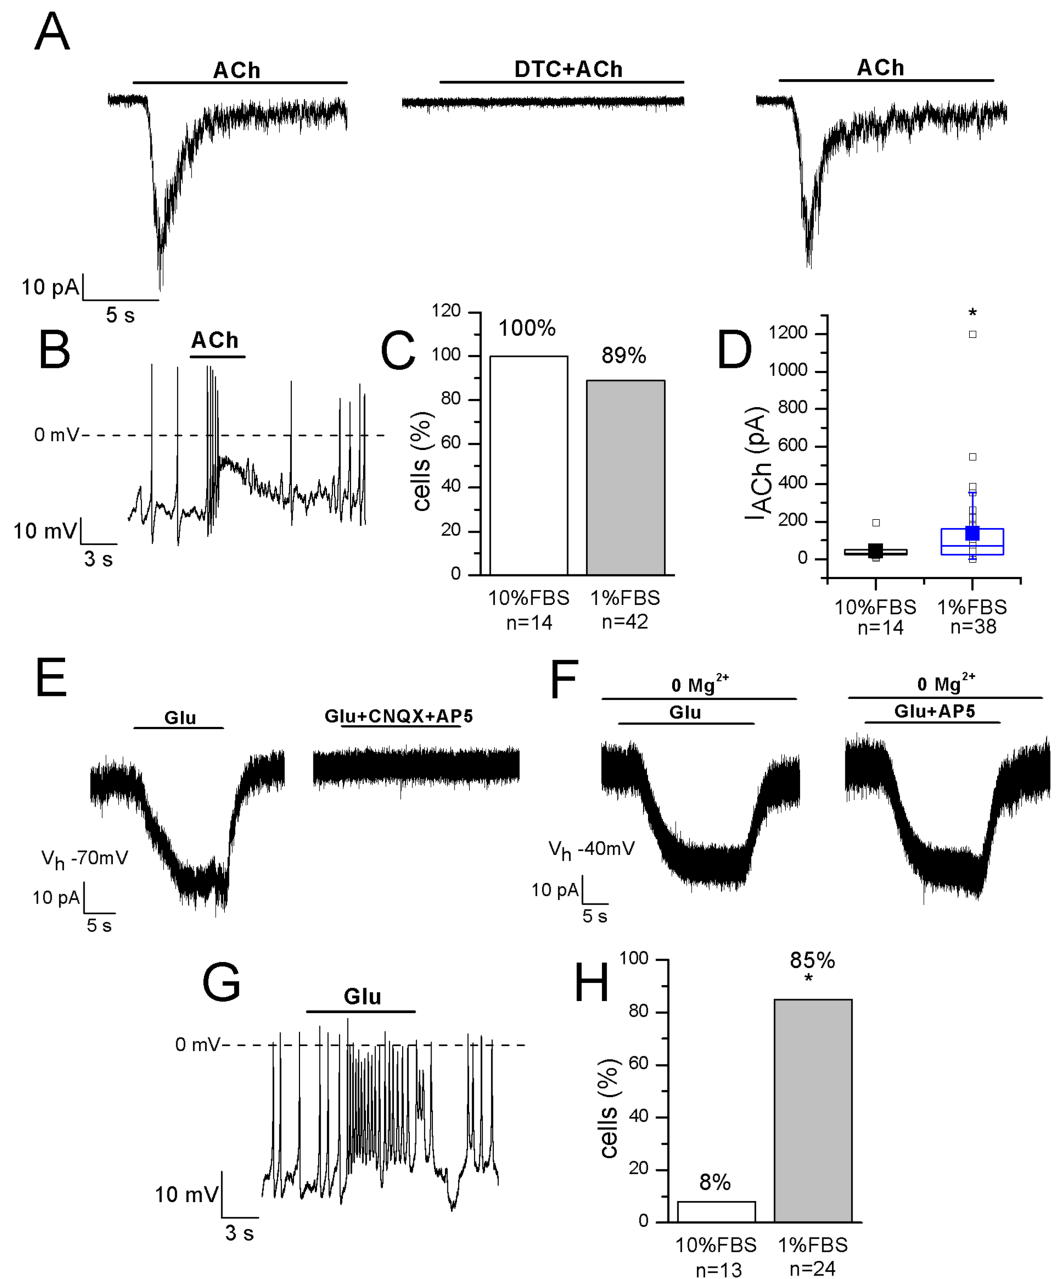 A
ACh
DTC+ACh
ACh
10 pA
5 s
B
ACh
0 mV
10 mV
3 s
C
120
100
80
60
40
20
0
cells (%)
100%
89%
10%FBS
n=14
1%FBS
n=42
D
*
1200
1000
800
600
400
200
0
IACh (pA)
10%FBS
n=14
1%FBS
n=38
E
Glu
Glu+CNQX+AP5
Vh -70mV
10 pA
5 s
F
0 Mg2+
Glu
0 Mg2+
Glu+AP5
Vh -40mV
10 pA
5 s
G
Glu
0 mV
10 mV
3 s
H
100
80
60
40
20
0
cells (%)
8%
85%
*
10%FBS
n=13
1%FBS
n=24